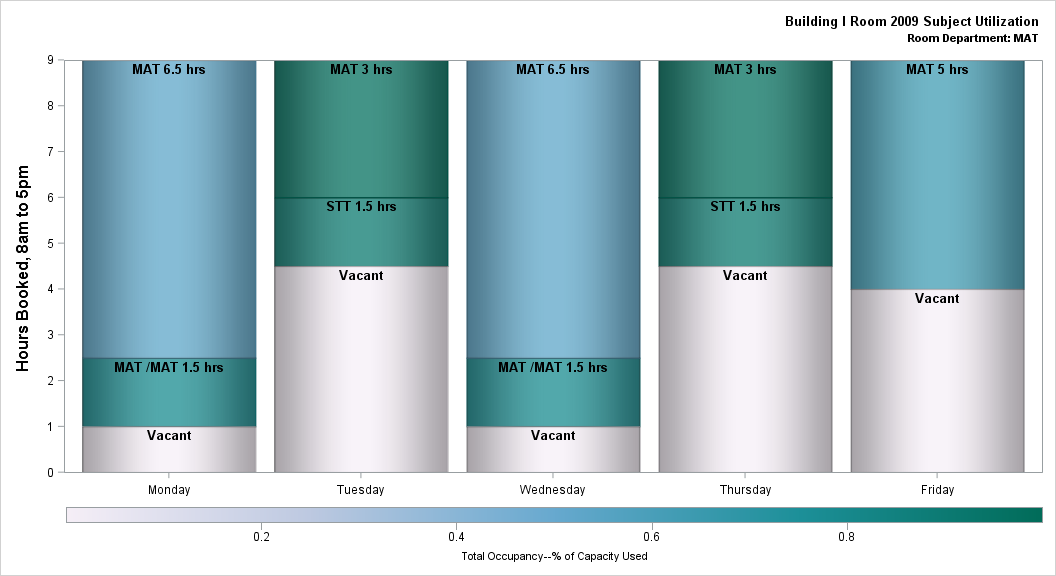 Building I Room 2009 Subject Utilization
Room Department: MAT
Hours Booked, 8am to 5pm
9
8
7
6
5
4
3
2
1
0
MAT 6.5 hrs
MAT /MAT 1.5 hrs
Vacant
MAT 3 hrs
STT 1.5 hrs
Vacant
MAT 6.5 hrs
MAT /MAT 1.5 hrs
Vacant
MAT 3 hrs
STT 1.5 hrs
Vacant
MAT 5 hrs
Vacant
Monday
Tuesday
Wednesday
Thursday
Friday
0.2
0.4
0.6
0.8
Total Occupancy--% of Capacity Used